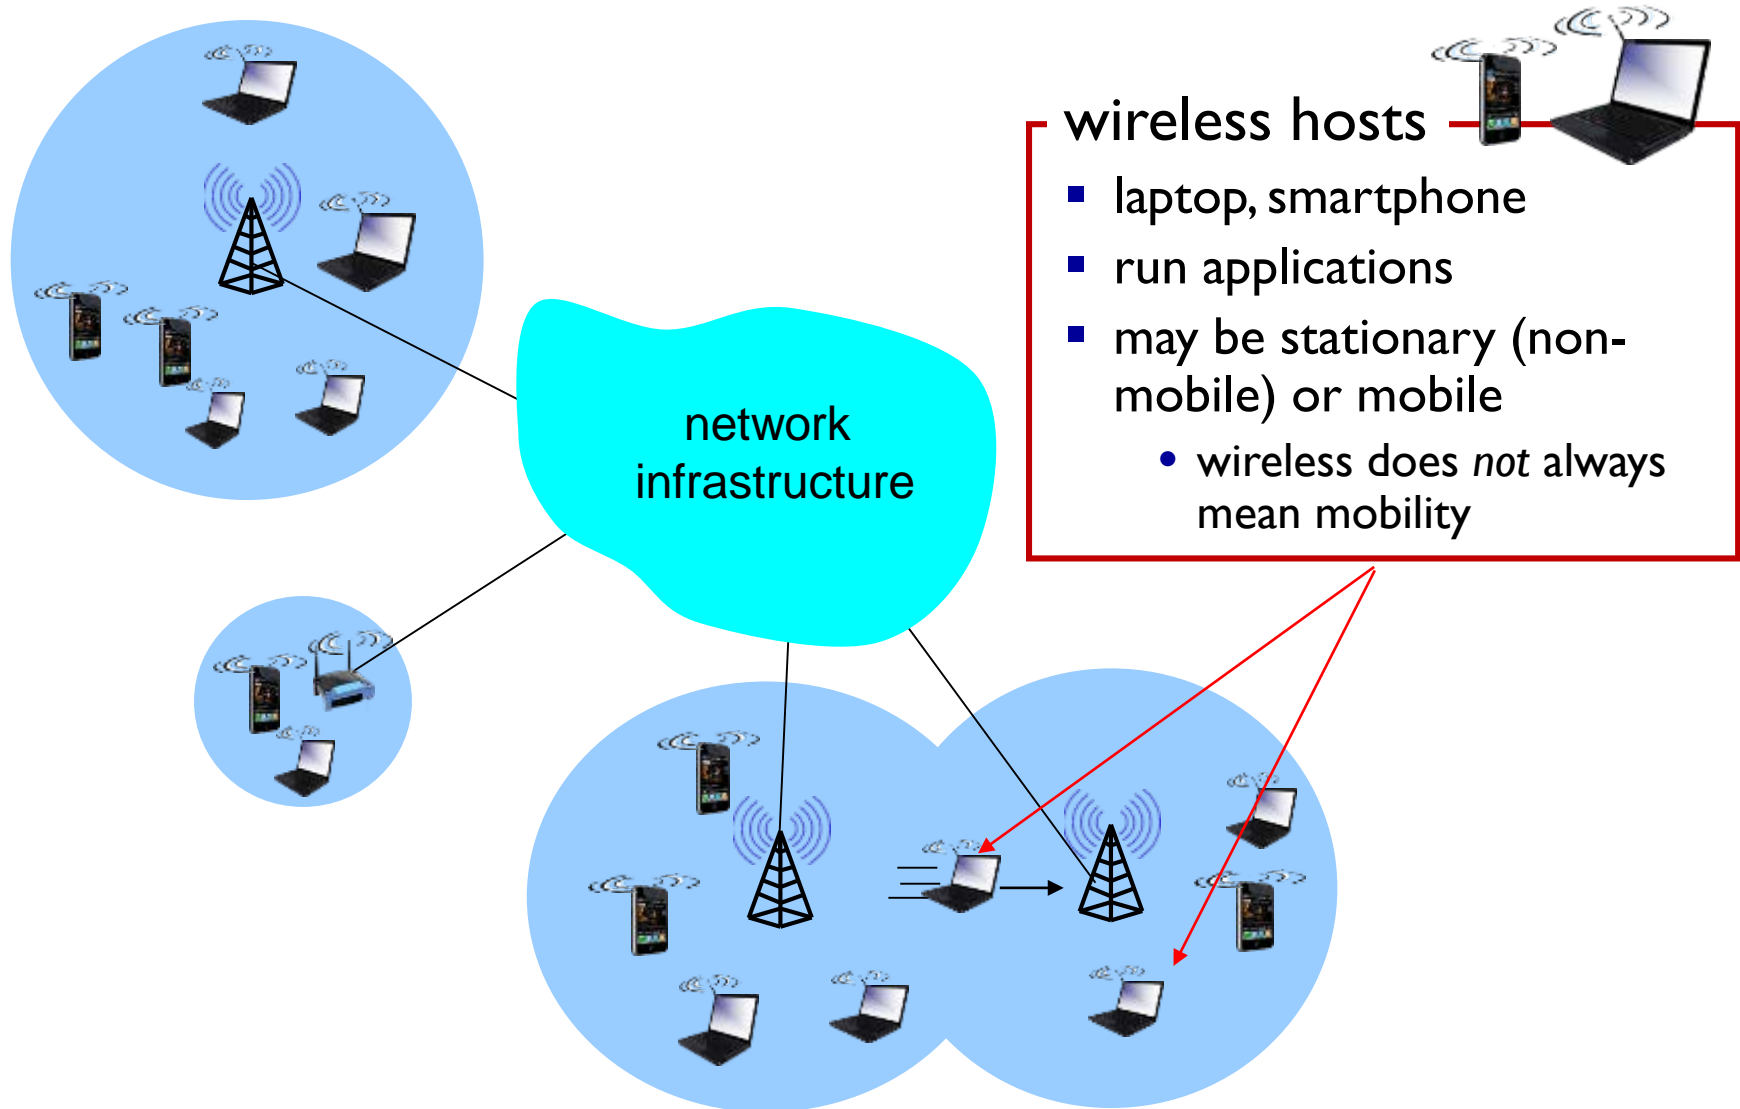 wireless hosts
laptop, smartphone
run applications
may be stationary (non-
mobile) or mobile
wireless does not always
mean mobility
network
infrastructure